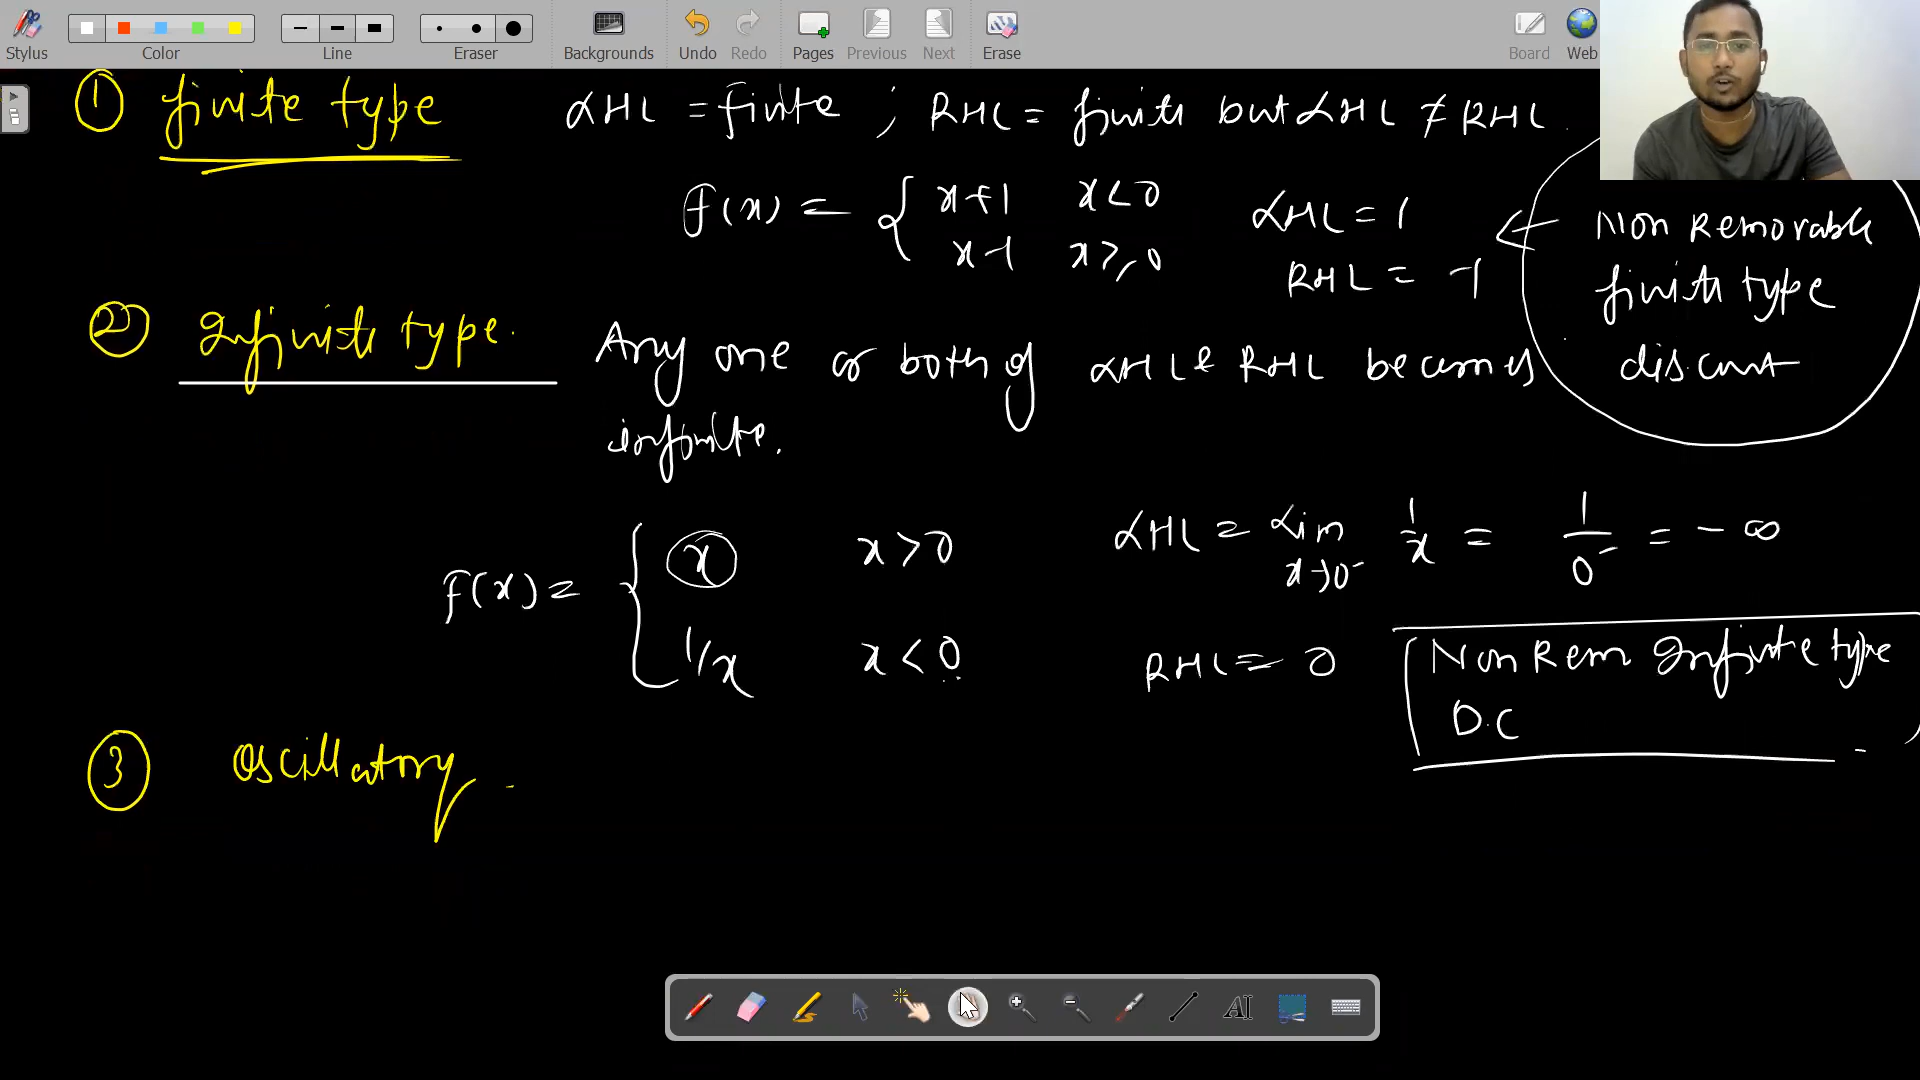 Stylus Color Line Eraser Backgrounds Undo Redo Pages Previous Next Erase Board Web
① finite type LHL = finite ; RHL = finite but LHL ≠ RHL.
f(x) = { x+1 x<0
x-1 x≥0
LHL = 1
RHL = -1
Non Removable
finite type
discont
② Infinite type. Any one or both of LHL & RHL becomes
infinite.
f(x) = { x x>0
1/x x<0
LHL = Lim x→0⁻ 1/x = 1/0⁻ = -∞
RHL = 0
Non Rem Infinite type
D.C
③ oscillatory.
AI